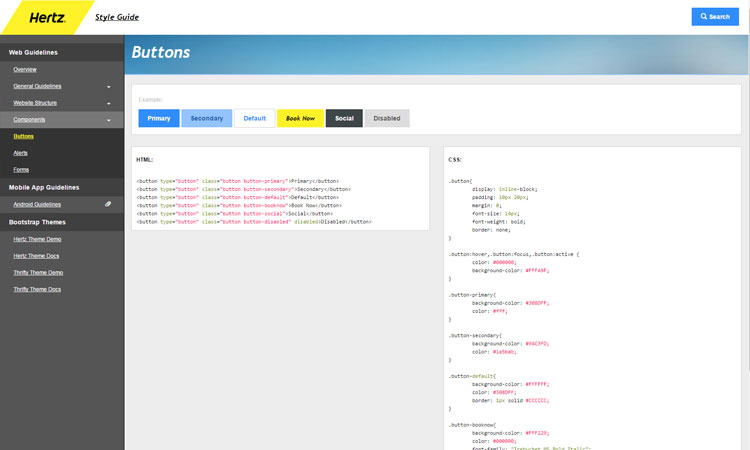 Hertz. Style Guide
Search
Web Guidelines
Overview
General Guidelines
Website Structure
Components
Buttons
Alerts
Forms
Mobile App Guidelines
Android Guidelines
Bootstrap Themes
Hertz Theme Demo
Hertz Theme Docs
Thrifty Theme Demo
Thrifty Theme Docs
Buttons
Example:
Primary Secondary Default Book Now Social Disabled
HTML:
<button type="button" class="button button-primary">Primary</button>
<button type="button" class="button button-secondary">Secondary</button>
<button type="button" class="button button-default">Default</button>
<button type="button" class="button button-booknow">Book Now</button>
<button type="button" class="button button-social">Social</button>
<button type="button" class="button button-disabled" disabled>Disabled</button>
CSS:
.button{
display: inline-block;
padding: 10px 20px;
margin: 0;
font-size: 14px;
font-weight: bold;
border: none;
}
.button:hover,.button:focus,.button:active {
color: #000000;
background-color: #FFFA9F;
}
.button-primary{
background-color: #308DFF;
color: #fff;
}
.button-secondary{
background-color: #9AC3FD;
color: #1a5bab;
}
.button-default{
background-color: #FFFFFF;
color: #308DFF;
border: 1px solid #CCCCCC;
}
.button-booknow{
background-color: #FFF229;
color: #000000;
font-family: "Trebuchet MS Bold Italic";